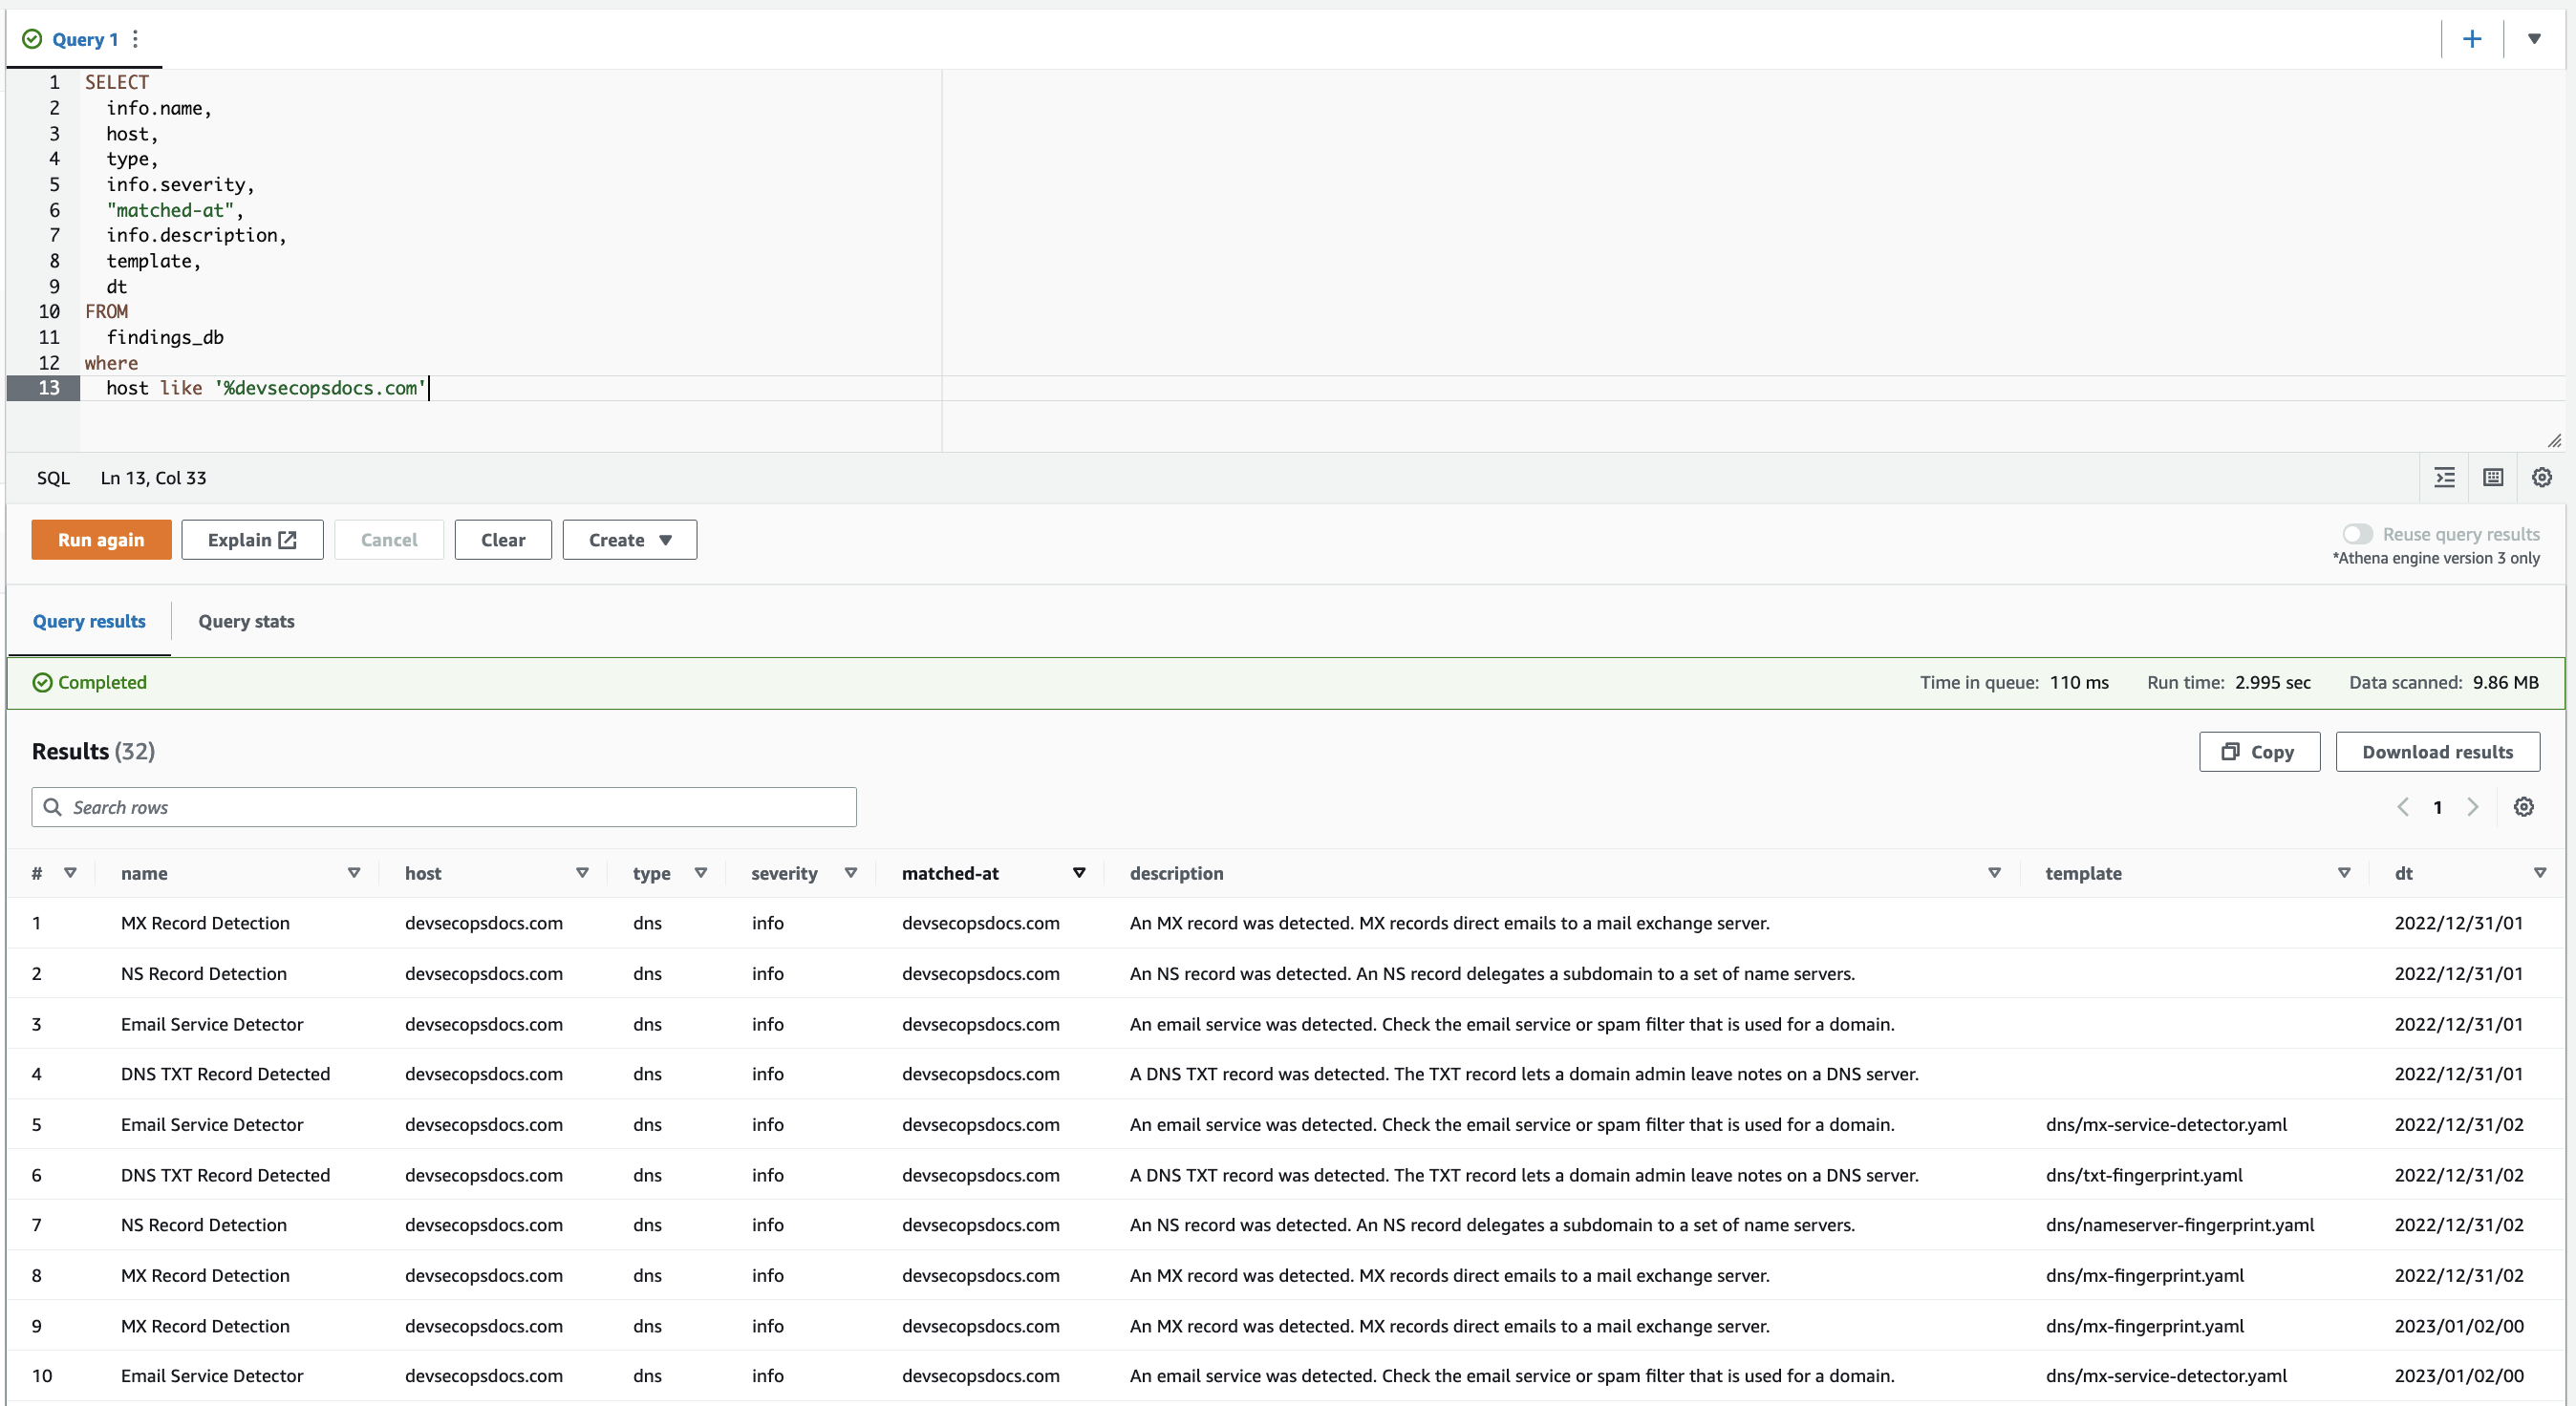 Query 1
1 SELECT
2 info.name,
3 host,
4 type,
5 info.severity,
6 "matched-at",
7 info.description,
8 template,
9 dt
10 FROM
11 findings_db
12 where
13 host like '%devsecopsdocs.com'
SQL Ln 13, Col 33
Run again Explain Cancel Clear Create Reuse query results
*Athena engine version 3 only
Query results Query stats
Completed Time in queue: 110 ms Run time: 2.995 sec Data scanned: 9.86 MB
Results (32) Copy Download results
Search rows 1
# name host type severity matched-at description template dt
1 MX Record Detection devsecopsdocs.com dns info devsecopsdocs.com An MX record was detected. MX records direct emails to a mail exchange server. 2022/12/31/01
2 NS Record Detection devsecopsdocs.com dns info devsecopsdocs.com An NS record was detected. An NS record delegates a subdomain to a set of name servers. 2022/12/31/01
3 Email Service Detector devsecopsdocs.com dns info devsecopsdocs.com An email service was detected. Check the email service or spam filter that is used for a domain. 2022/12/31/01
4 DNS TXT Record Detected devsecopsdocs.com dns info devsecopsdocs.com A DNS TXT record was detected. The TXT record lets a domain admin leave notes on a DNS server. 2022/12/31/01
5 Email Service Detector devsecopsdocs.com dns info devsecopsdocs.com An email service was detected. Check the email service or spam filter that is used for a domain. dns/mx-service-detector.yaml 2022/12/31/02
6 DNS TXT Record Detected devsecopsdocs.com dns info devsecopsdocs.com A DNS TXT record was detected. The TXT record lets a domain admin leave notes on a DNS server. dns/txt-fingerprint.yaml 2022/12/31/02
7 NS Record Detection devsecopsdocs.com dns info devsecopsdocs.com An NS record was detected. An NS record delegates a subdomain to a set of name servers. dns/nameserver-fingerprint.yaml 2022/12/31/02
8 MX Record Detection devsecopsdocs.com dns info devsecopsdocs.com An MX record was detected. MX records direct emails to a mail exchange server. dns/mx-fingerprint.yaml 2022/12/31/02
9 MX Record Detection devsecopsdocs.com dns info devsecopsdocs.com An MX record was detected. MX records direct emails to a mail exchange server. dns/mx-fingerprint.yaml 2023/01/02/00
10 Email Service Detector devsecopsdocs.com dns info devsecopsdocs.com An email service was detected. Check the email service or spam filter that is used for a domain. dns/mx-service-detector.yaml 2023/01/02/00